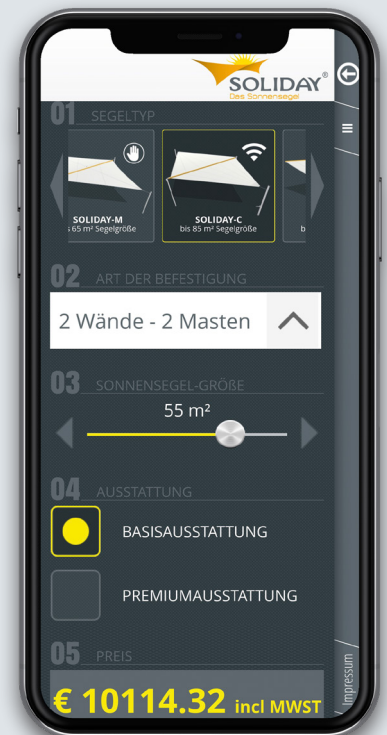 SOLIDAY®
Das Sonnensegel
01 SEGELTYP
SOLIDAY-M
65 m² Segelgröße
SOLIDAY-C
bis 85 m² Segelgröße
b
02 ART DER BEFESTIGUNG
2 Wände - 2 Masten
03 SONNENSEGEL-GRÖßE
55 m²
04 AUSSTATTUNG
BASISAUSSTATTUNG
PREMIUMAUSSTATTUNG
05 PREIS
€ 10114.32 incl MWST
Impressum